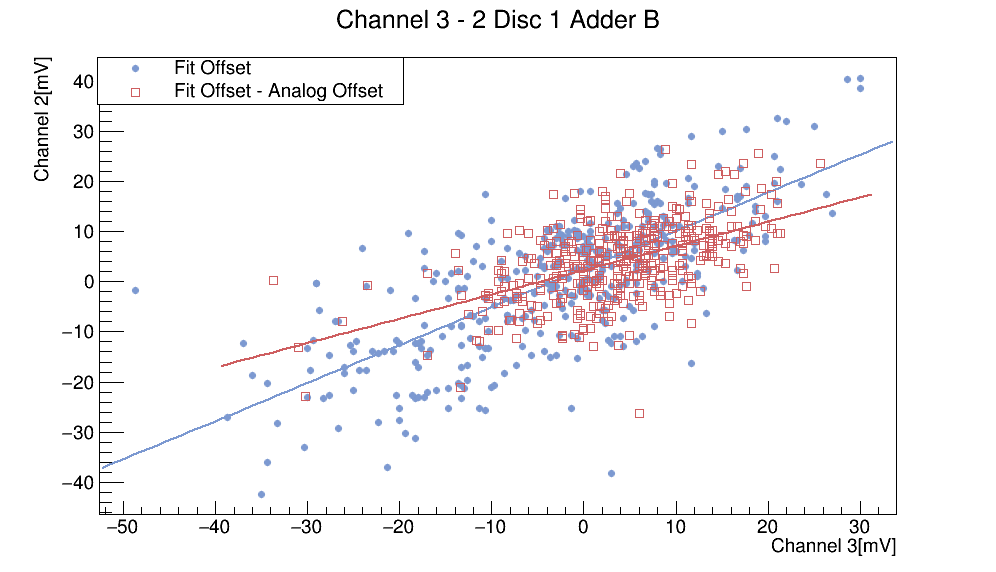 Channel 3 - 2 Disc 1 Adder B
Channel 2[mV]
Fit Offset
Fit Offset - Analog Offset
40
30
20
10
0
−10
−20
−30
−40
−50 −40 −30 −20 −10 0 10 20 30
Channel 3[mV]